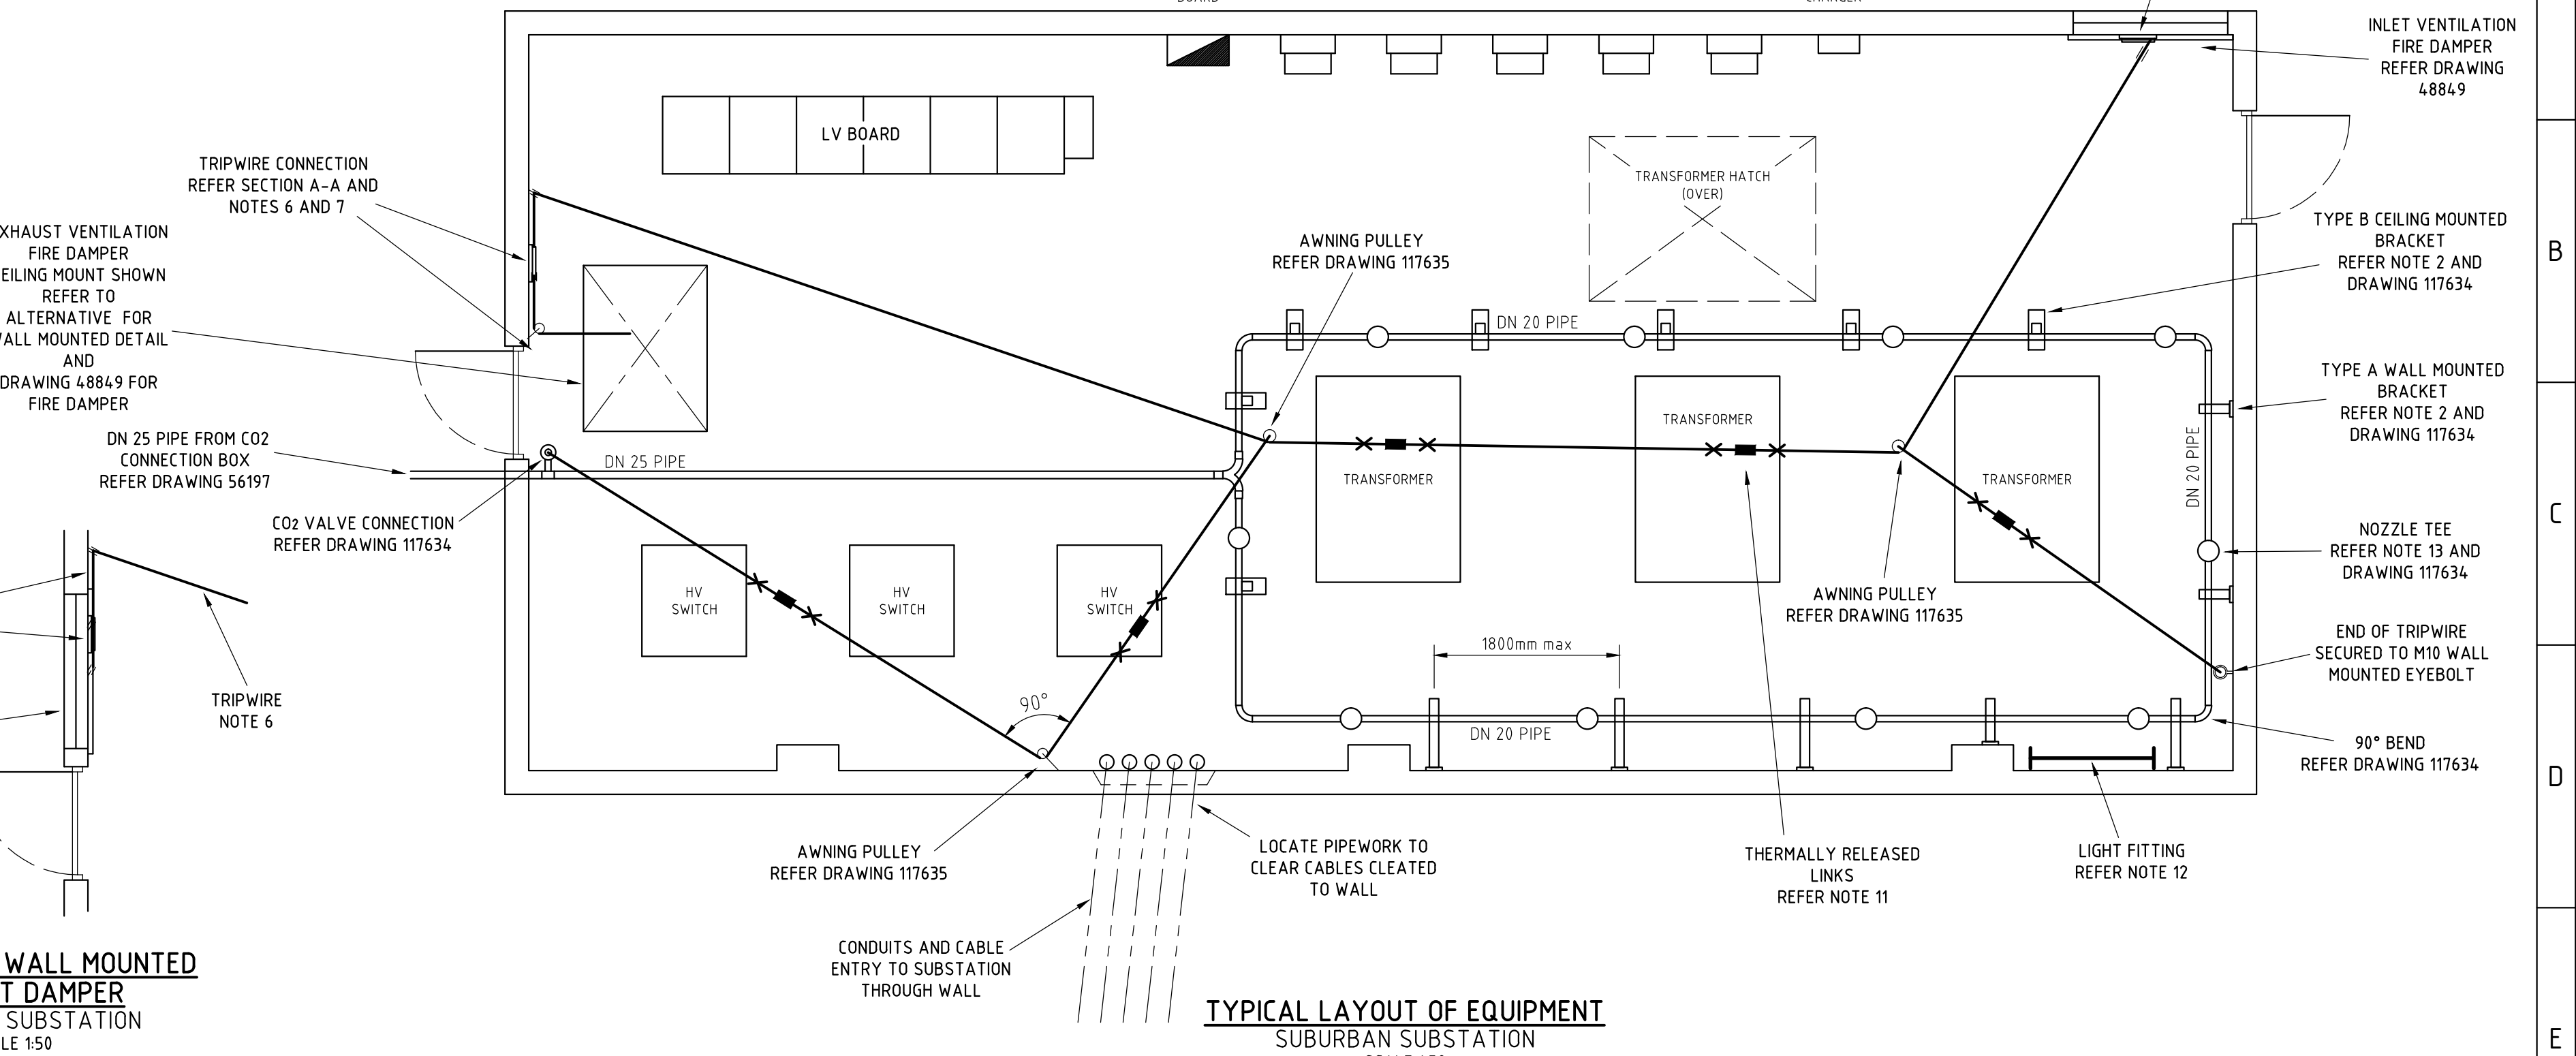 BOARD
CHARGER
INLET VENTILATION
FIRE DAMPER
REFER DRAWING
48849
LV BOARD
TRIPWIRE CONNECTION
REFER SECTION A-A AND
NOTES 6 AND 7
TRANSFORMER HATCH
(OVER)
TYPE B CEILING MOUNTED
BRACKET
REFER NOTE 2 AND
DRAWING 117634
B
XHAUST VENTILATION
FIRE DAMPER
EILING MOUNT SHOWN
REFER TO
ALTERNATIVE FOR
ALL MOUNTED DETAIL
AND
DRAWING 48849 FOR
FIRE DAMPER
AWNING PULLEY
REFER DRAWING 117635
DN 20 PIPE
TYPE A WALL MOUNTED
BRACKET
REFER NOTE 2 AND
DRAWING 117634
DN 25 PIPE FROM CO2
CONNECTION BOX
REFER DRAWING 56197
DN 25 PIPE
TRANSFORMER
TRANSFORMER
TRANSFORMER
DN 20 PIPE
CO2 VALVE CONNECTION
REFER DRAWING 117634
C
NOZZLE TEE
REFER NOTE 13 AND
DRAWING 117634
HV
SWITCH
HV
SWITCH
HV
SWITCH
AWNING PULLEY
REFER DRAWING 117635
1800mm max
END OF TRIPWIRE
SECURED TO M10 WALL
MOUNTED EYEBOLT
TRIPWIRE
NOTE 6
90°
DN 20 PIPE
90° BEND
REFER DRAWING 117634
D
AWNING PULLEY
REFER DRAWING 117635
LOCATE PIPEWORK TO
CLEAR CABLES CLEATED
TO WALL
THERMALLY RELEASED
LINKS
REFER NOTE 11
LIGHT FITTING
REFER NOTE 12
CONDUITS AND CABLE
ENTRY TO SUBSTATION
THROUGH WALL
WALL MOUNTED
T DAMPER
SUBSTATION
LE 1:50
TYPICAL LAYOUT OF EQUIPMENT
SUBURBAN SUBSTATION
E